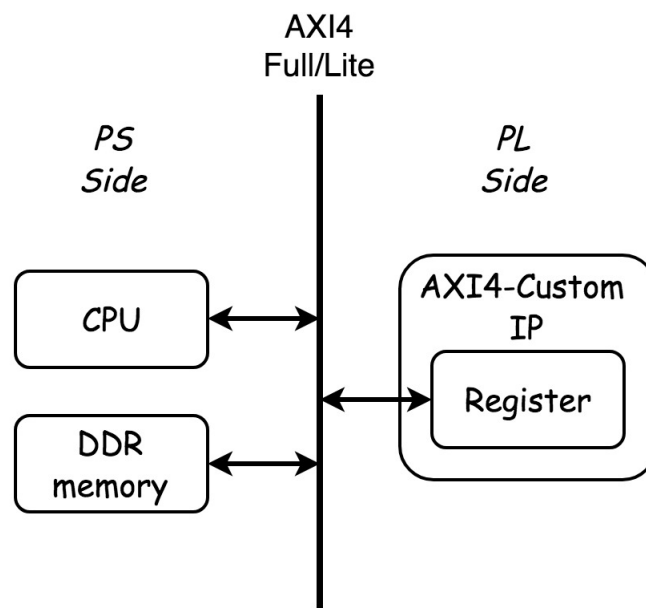 AXI4
Full/Lite
PS
Side
PL
Side
CPU
DDR
memory
AXI4-Custom
IP
Register